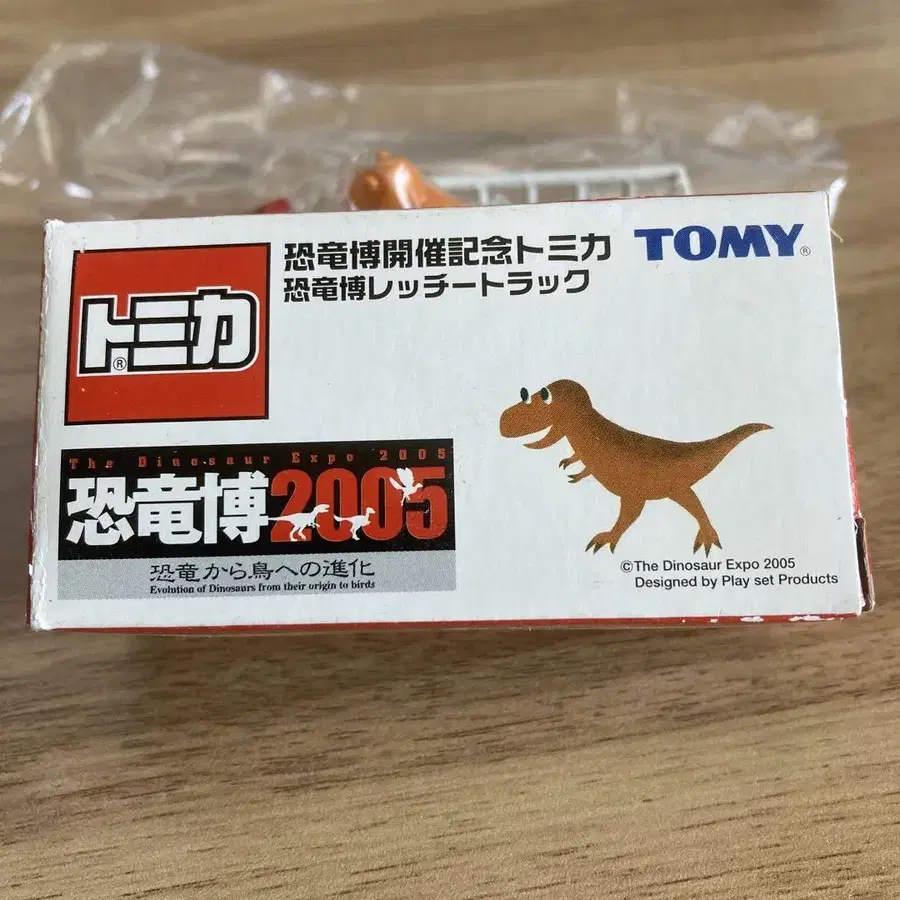 恐竜博開催記念トミカ
恐竜博レッチートラック
TOMY®
トミカ®
The Dinosaur Expo 2005
恐竜博2005
恐竜から鳥への進化
Evolution of Dinosaurs from their origin to birds
©The Dinosaur Expo 2005
Designed by Play set Products